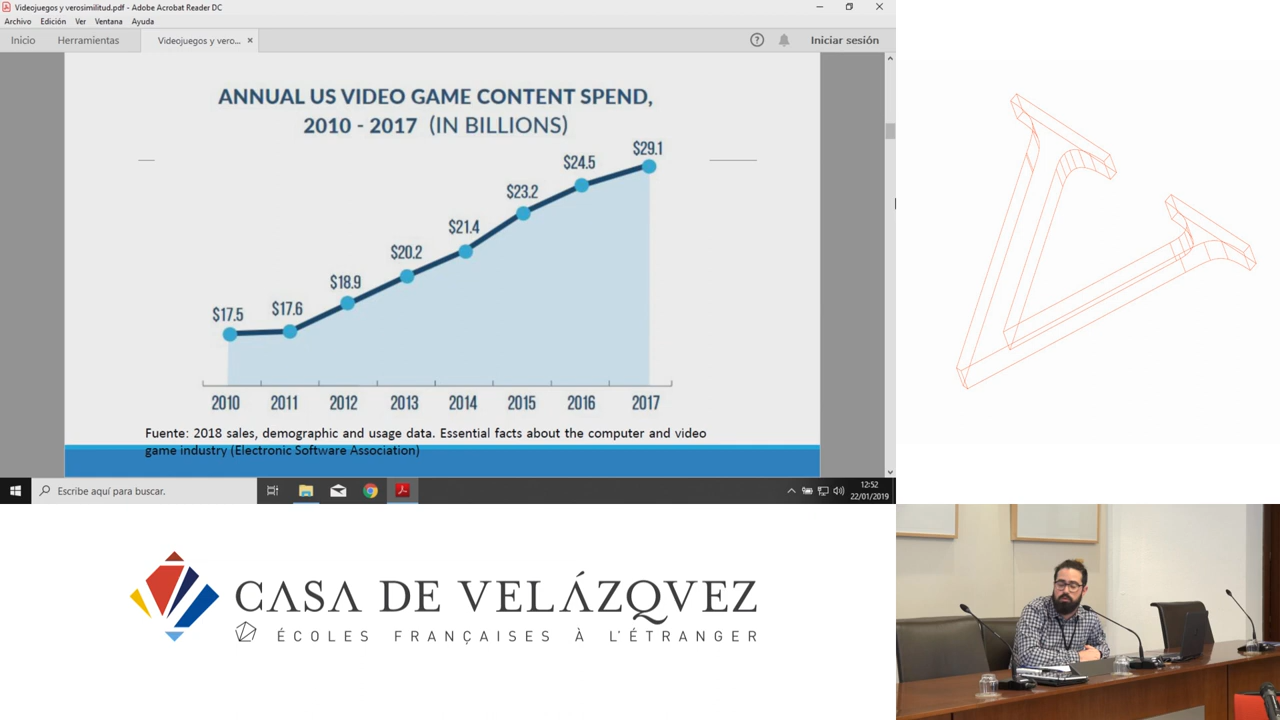 Videojuegos y verosimilitud.pdf - Adobe Acrobat Reader DC
Archivo Edición Ver Ventana Ayuda
Inicio Herramientas Videojuegos y vero... × Iniciar sesión
ANNUAL US VIDEO GAME CONTENT SPEND,
2010 - 2017 (IN BILLIONS)
$17.5 $17.6 $18.9 $20.2 $21.4 $23.2 $24.5 $29.1
2010 2011 2012 2013 2014 2015 2016 2017
Fuente: 2018 sales, demographic and usage data. Essential facts about the computer and video
game industry (Electronic Software Association)
Escribe aquí para buscar.
12:52
22/01/2019
CASA DE VELÁZQVEZ
ÉCOLES FRANÇAISES À L'ÉTRANGER